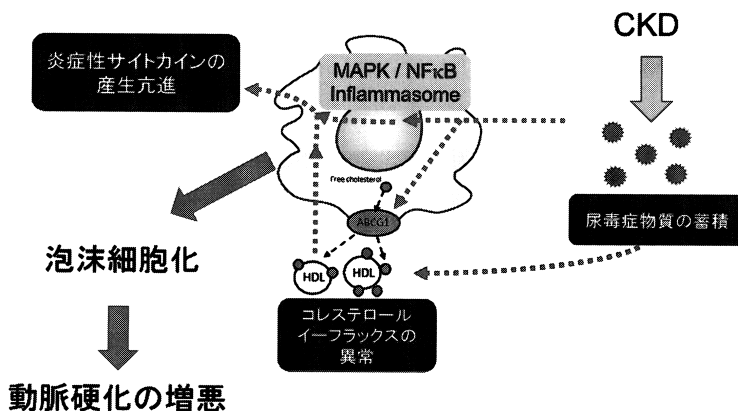 CKD
炎症性サイトカインの
産生亢進
MAPK / NFκB
Inflammasome
Free cholesterol
ABCG1
尿毒症物質の蓄積
泡沫細胞化
HDL
HDL
コレステロール
イーフラックスの
異常
動脈硬化の増悪